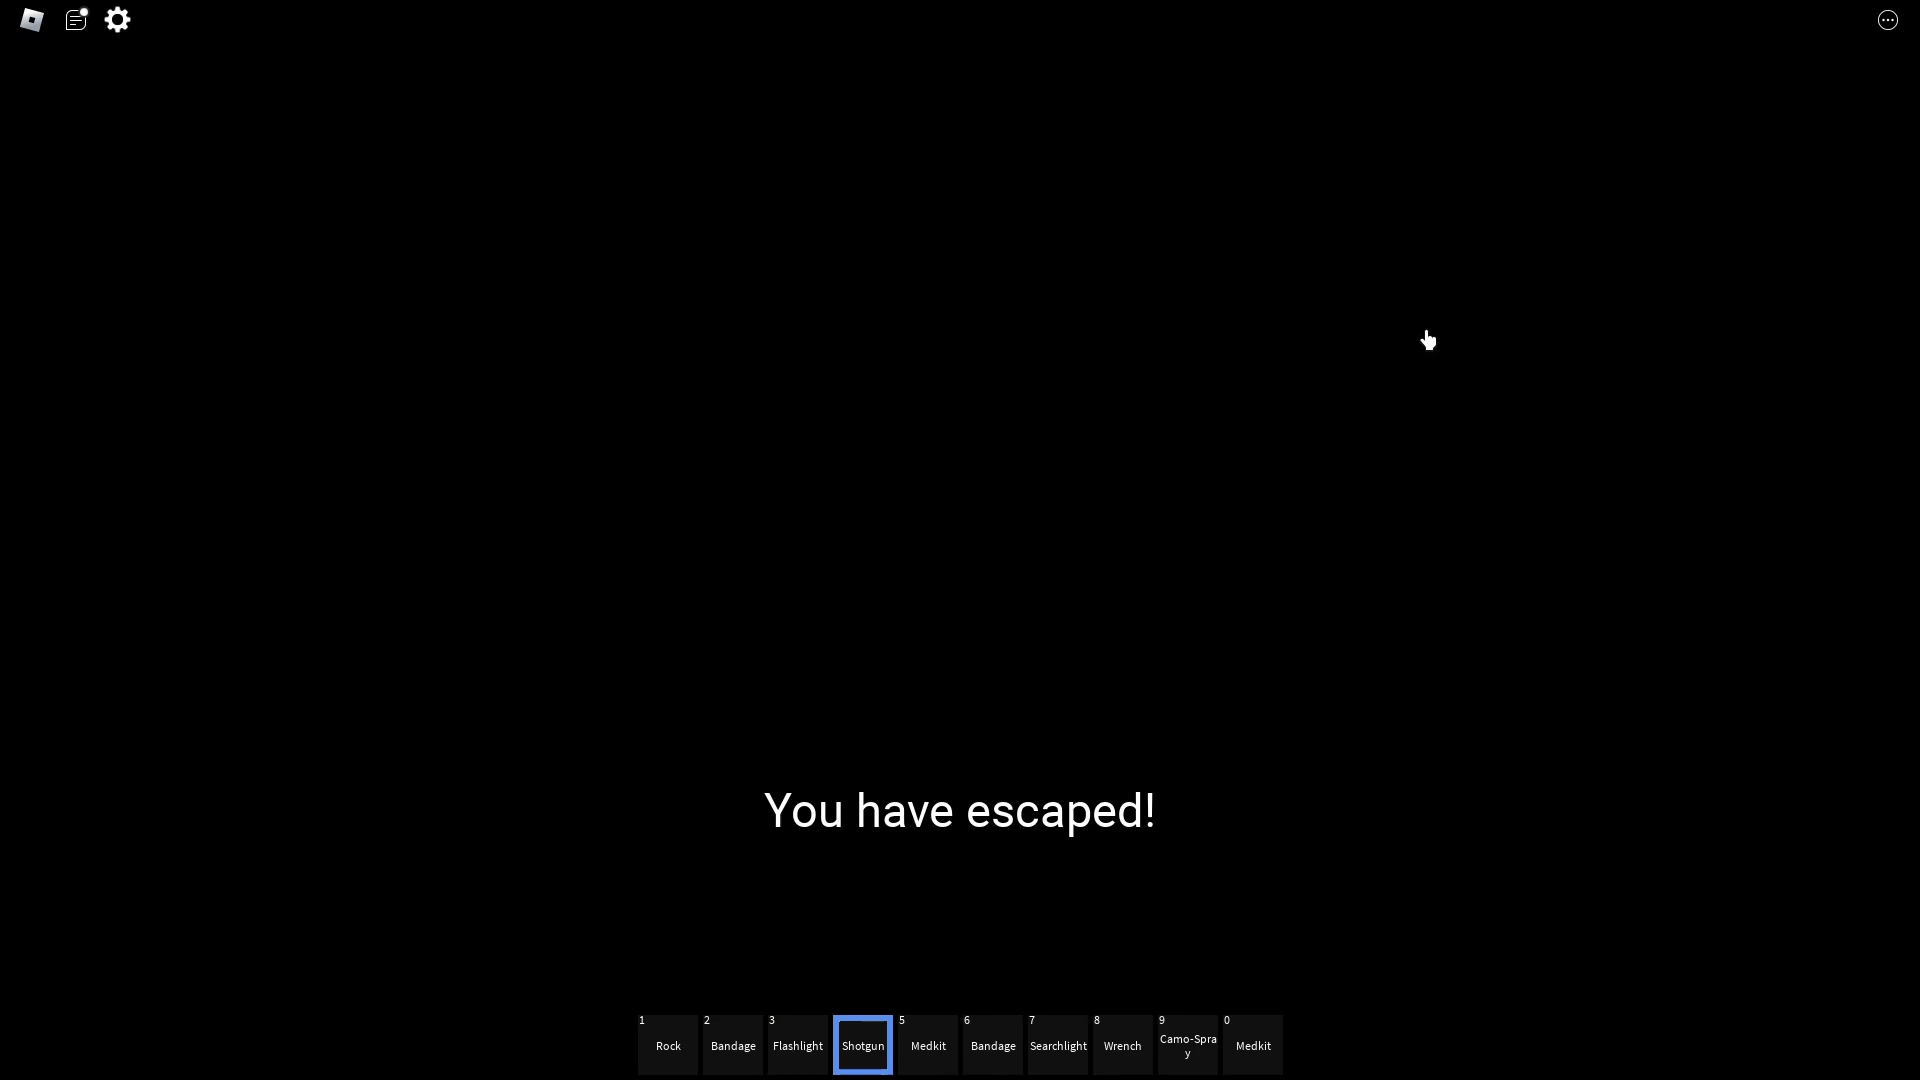 You have escaped!
1
Rock
2
Bandage
3
Flashlight
Shotgun
5
Medkit
6
Bandage
7
Searchlight
8
Wrench
9
Camo-Spra
y
0
Medkit